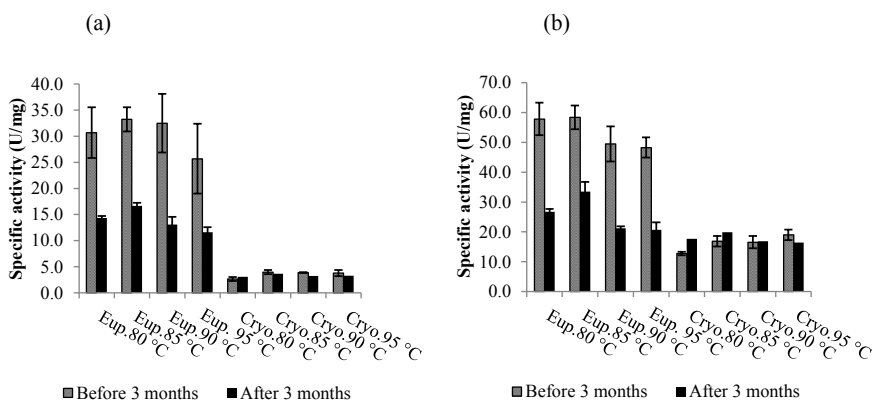 (a)
Specific activity (U/mg)
40.0
35.0
30.0
25.0
20.0
15.0
10.0
5.0
0.0
Eup.80 °C
Eup.85 °C
Eup.90 °C
Eup. 95 °C
Cryo.80 °C
Cryo.85 °C
Cryo.90 °C
Cryo.95 °C
Before 3 months
After 3 months
(b)
Specific activity (U/mg)
70.0
60.0
50.0
40.0
30.0
20.0
10.0
0.0
Eup.80 °C
Eup.85 °C
Eup.90 °C
Eup. 95 °C
Cryo.80 °C
Cryo.85 °C
Cryo.90 °C
Cryo.95 °C
Before 3 months
After 3 months